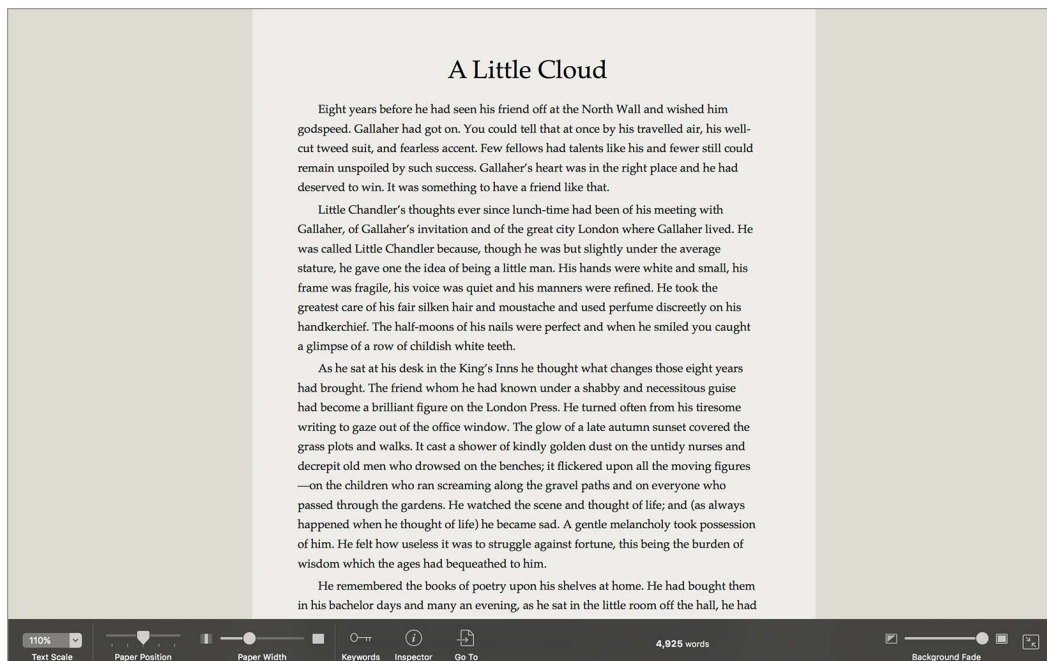 A Little Cloud
Eight years before he had seen his friend off at the North Wall and wished him
godspeed. Gallaher had got on. You could tell that at once by his travelled air, his well-
cut tweed suit, and fearless accent. Few fellows had talents like his and fewer still could
remain unspoiled by such success. Gallaher’s heart was in the right place and he had
deserved to win. It was something to have a friend like that.
Little Chandler’s thoughts ever since lunch-time had been of his meeting with
Gallaher, of Gallaher’s invitation and of the great city London where Gallaher lived. He
was called Little Chandler because, though he was but slightly under the average
stature, he gave one the idea of being a little man. His hands were white and small, his
frame was fragile, his voice was quiet and his manners were refined. He took the
greatest care of his fair silken hair and moustache and used perfume discreetly on his
handkerchief. The half-moons of his nails were perfect and when he smiled you caught
a glimpse of a row of childish white teeth.
As he sat at his desk in the King’s Inns he thought what changes those eight years
had brought. The friend whom he had known under a shabby and necessitous guise
had become a brilliant figure on the London Press. He turned often from his tiresome
writing to gaze out of the office window. The glow of a late autumn sunset covered the
grass plots and walks. It cast a shower of kindly golden dust on the untidy nurses and
decrepit old men who drowsed on the benches; it flickered upon all the moving figures
—on the children who ran screaming along the gravel paths and on everyone who
passed through the gardens. He watched the scene and thought of life; and (as always
happened when he thought of life) he became sad. A gentle melancholy took possession
of him. He felt how useless it was to struggle against fortune, this being the burden of
wisdom which the ages had bequeathed to him.
He remembered the books of poetry upon his shelves at home. He had bought them
in his bachelor days and many an evening, as he sat in the little room off the hall, he had
110%
4,925 words
Text Scale Paper Position Paper Width Keywords Inspector Go To Background Fade